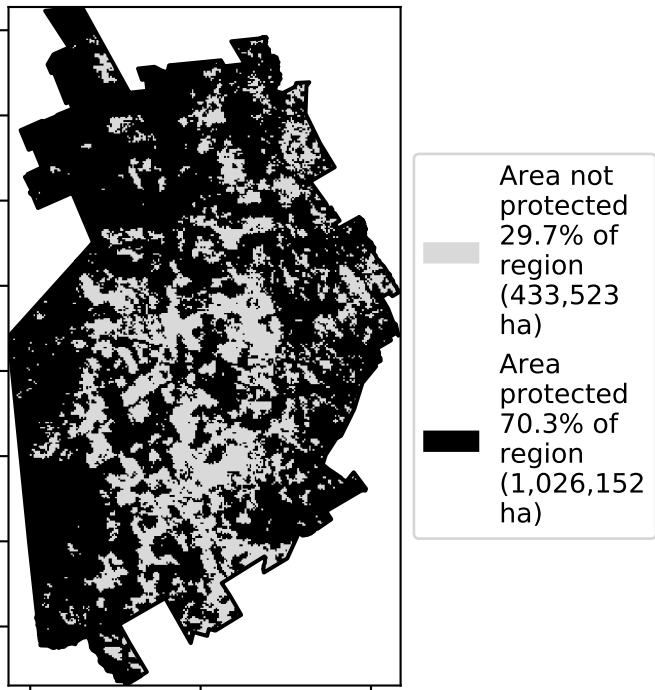 Area not
protected
29.7% of
region
(433,523
ha)
Area
protected
70.3% of
region
(1,026,152
ha)